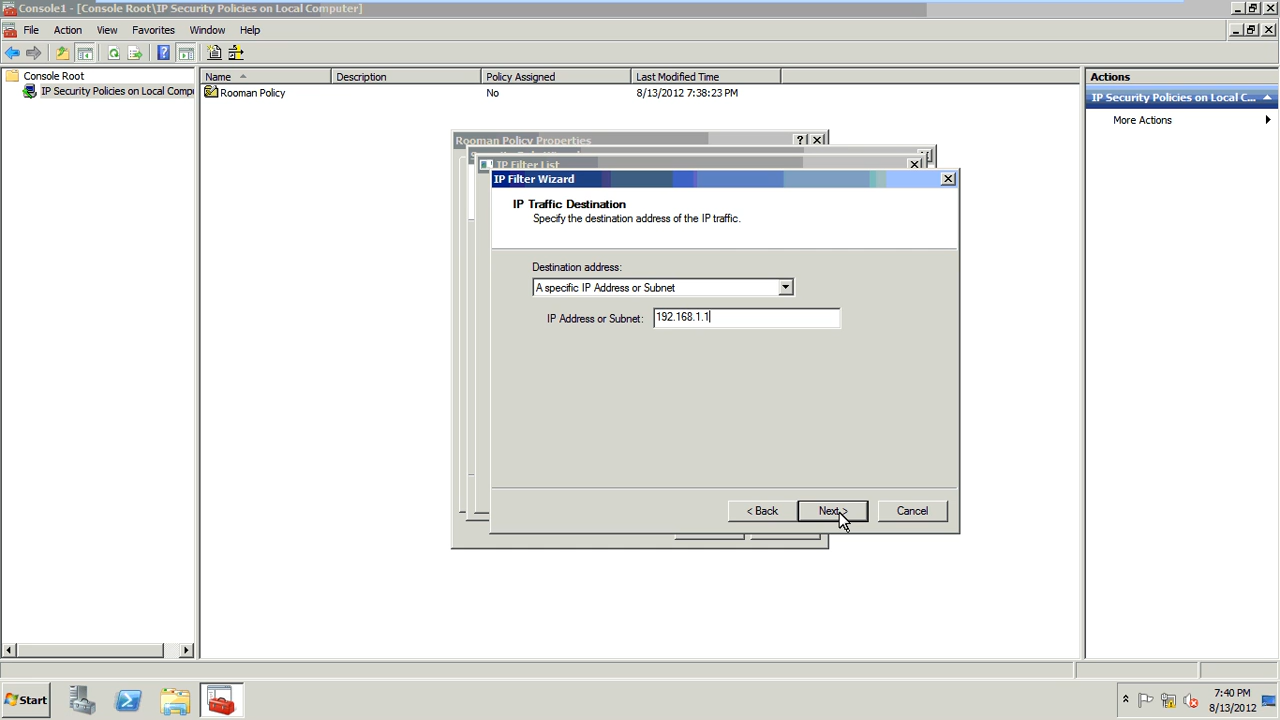 Console1 - [Console Root\IP Security Policies on Local Computer]
File Action View Favorites Window Help
Console Root
IP Security Policies on Local Compu
Name Description Policy Assigned Last Modified Time
Rooman Policy No 8/13/2012 7:38:23 PM
Actions
IP Security Policies on Local C...
More Actions
Rooman Policy Properties
IP Filter List
IP Filter Wizard
IP Traffic Destination
Specify the destination address of the IP traffic.
Destination address:
A specific IP Address or Subnet
IP Address or Subnet: 192.168.1.1
< Back Next > Cancel
Start
7:40 PM
8/13/2012